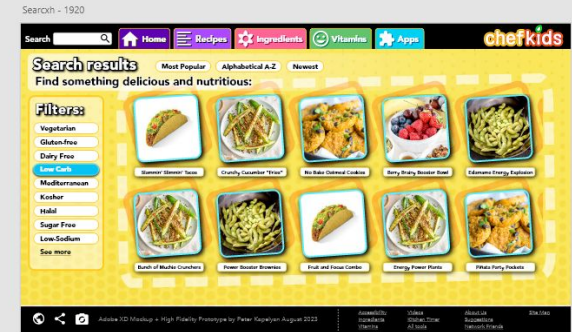 Searcxh - 1920
Search
Home
Recipes
Ingredients
Vitamins
Apps
chefkids
Search results
Most Popular
Alphabetical A-Z
Newest
Find something delicious and nutritious:
Filters:
Vegetarian
Gluten-free
Dairy Free
Low Carb
Mediterranean
Kosher
Halal
Sugar Free
Low-Sodium
See more
Slammin' Slimmin' Tacos
Crunchy Cucumber "Fries"
No Bake Oatmeal Cookies
Berry Brainy Booster Bowl
Edamame Energy Explosion
Bunch of Muchie Crunchers
Power Booster Brownies
Fruit and Focus Combo
Energy Power Plants
Piñata Party Pockets
Adobe XD Mockup + High Fidelity Prototype by Peter Kapelyan August 2023
Accessibility
Ingredients
Vitamins
Videos
Kitchen Timer
All tools
About Us
Suggestions
Network Friends
Site Map